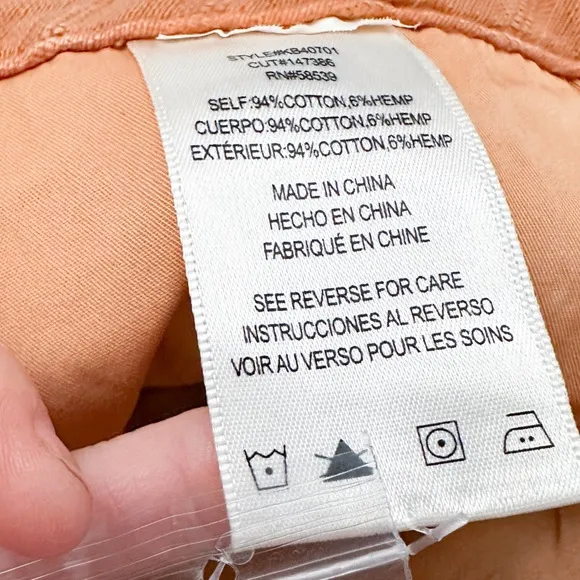 STYLE#KB40701
CUT#147386
RN#58539
SELF:94%COTTON,6%HEMP
CUERPO:94%COTTON,6%HEMP
EXTÉRIEUR:94%COTTON,6%HEMP
MADE IN CHINA
HECHO EN CHINA
FABRIQUÉ EN CHINE
SEE REVERSE FOR CARE
INSTRUCCIONES AL REVERSO
VOIR AU VERSO POUR LES SOINS